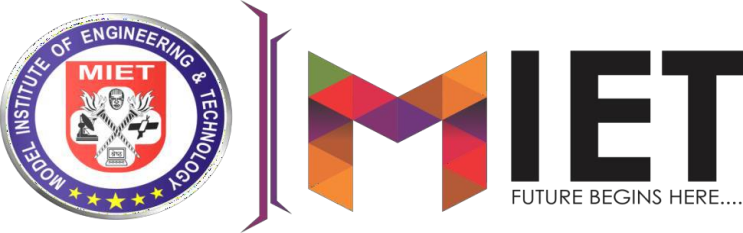 MODEL INSTITUTE OF ENGINEERING & TECHNOLOGY
MIET
MIET
FUTURE BEGINS HERE....